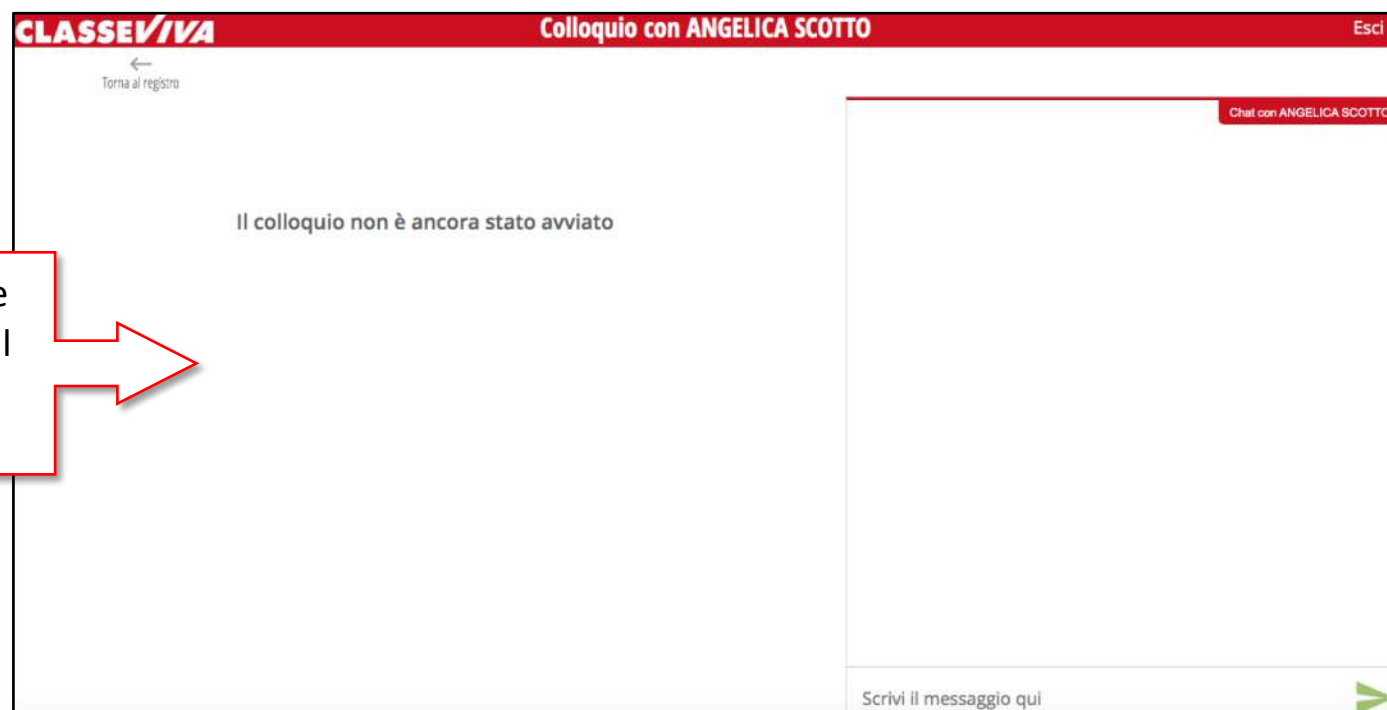 CLASSEVIVA
Colloquio con ANGELICA SCOTTO
Esci
←
Torna al registro
Chat con ANGELICA SCOTTO
Il colloquio non è ancora stato avviato
Scrivi il messaggio qui